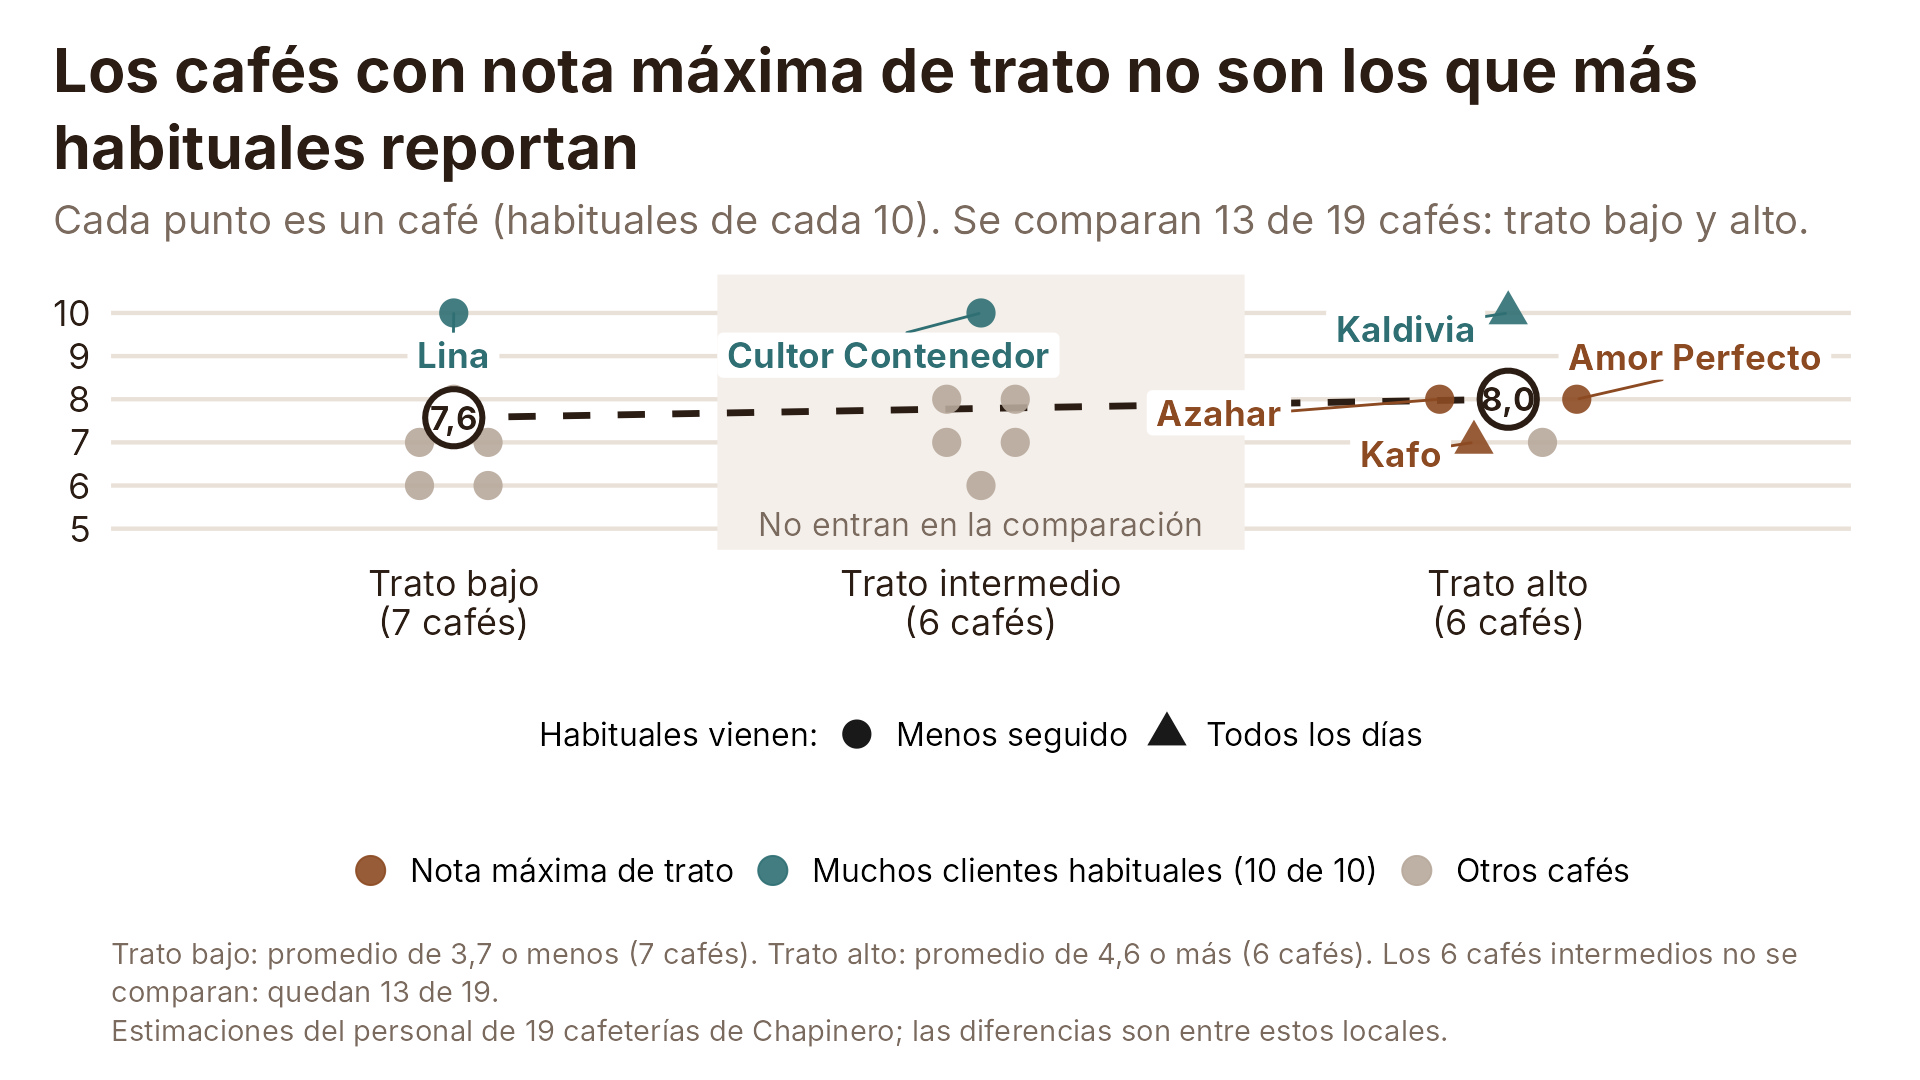 Los cafés con nota máxima de trato no son los que más
habituales reportan
Cada punto es un café (habituales de cada 10). Se comparan 13 de 19 cafés: trato bajo y alto.
10
9
8
7
6
5
Lina
7,6
Cultor Contenedor
No entran en la comparación
Kaldivia
Amor Perfecto
8,0
Azahar
Kafo
Trato bajo
(7 cafés)
Trato intermedio
(6 cafés)
Trato alto
(6 cafés)
Habituales vienen: Menos seguido Todos los días
Nota máxima de trato Muchos clientes habituales (10 de 10) Otros cafés
Trato bajo: promedio de 3,7 o menos (7 cafés). Trato alto: promedio de 4,6 o más (6 cafés). Los 6 cafés intermedios no se
comparan: quedan 13 de 19.
Estimaciones del personal de 19 cafeterías de Chapinero; las diferencias son entre estos locales.